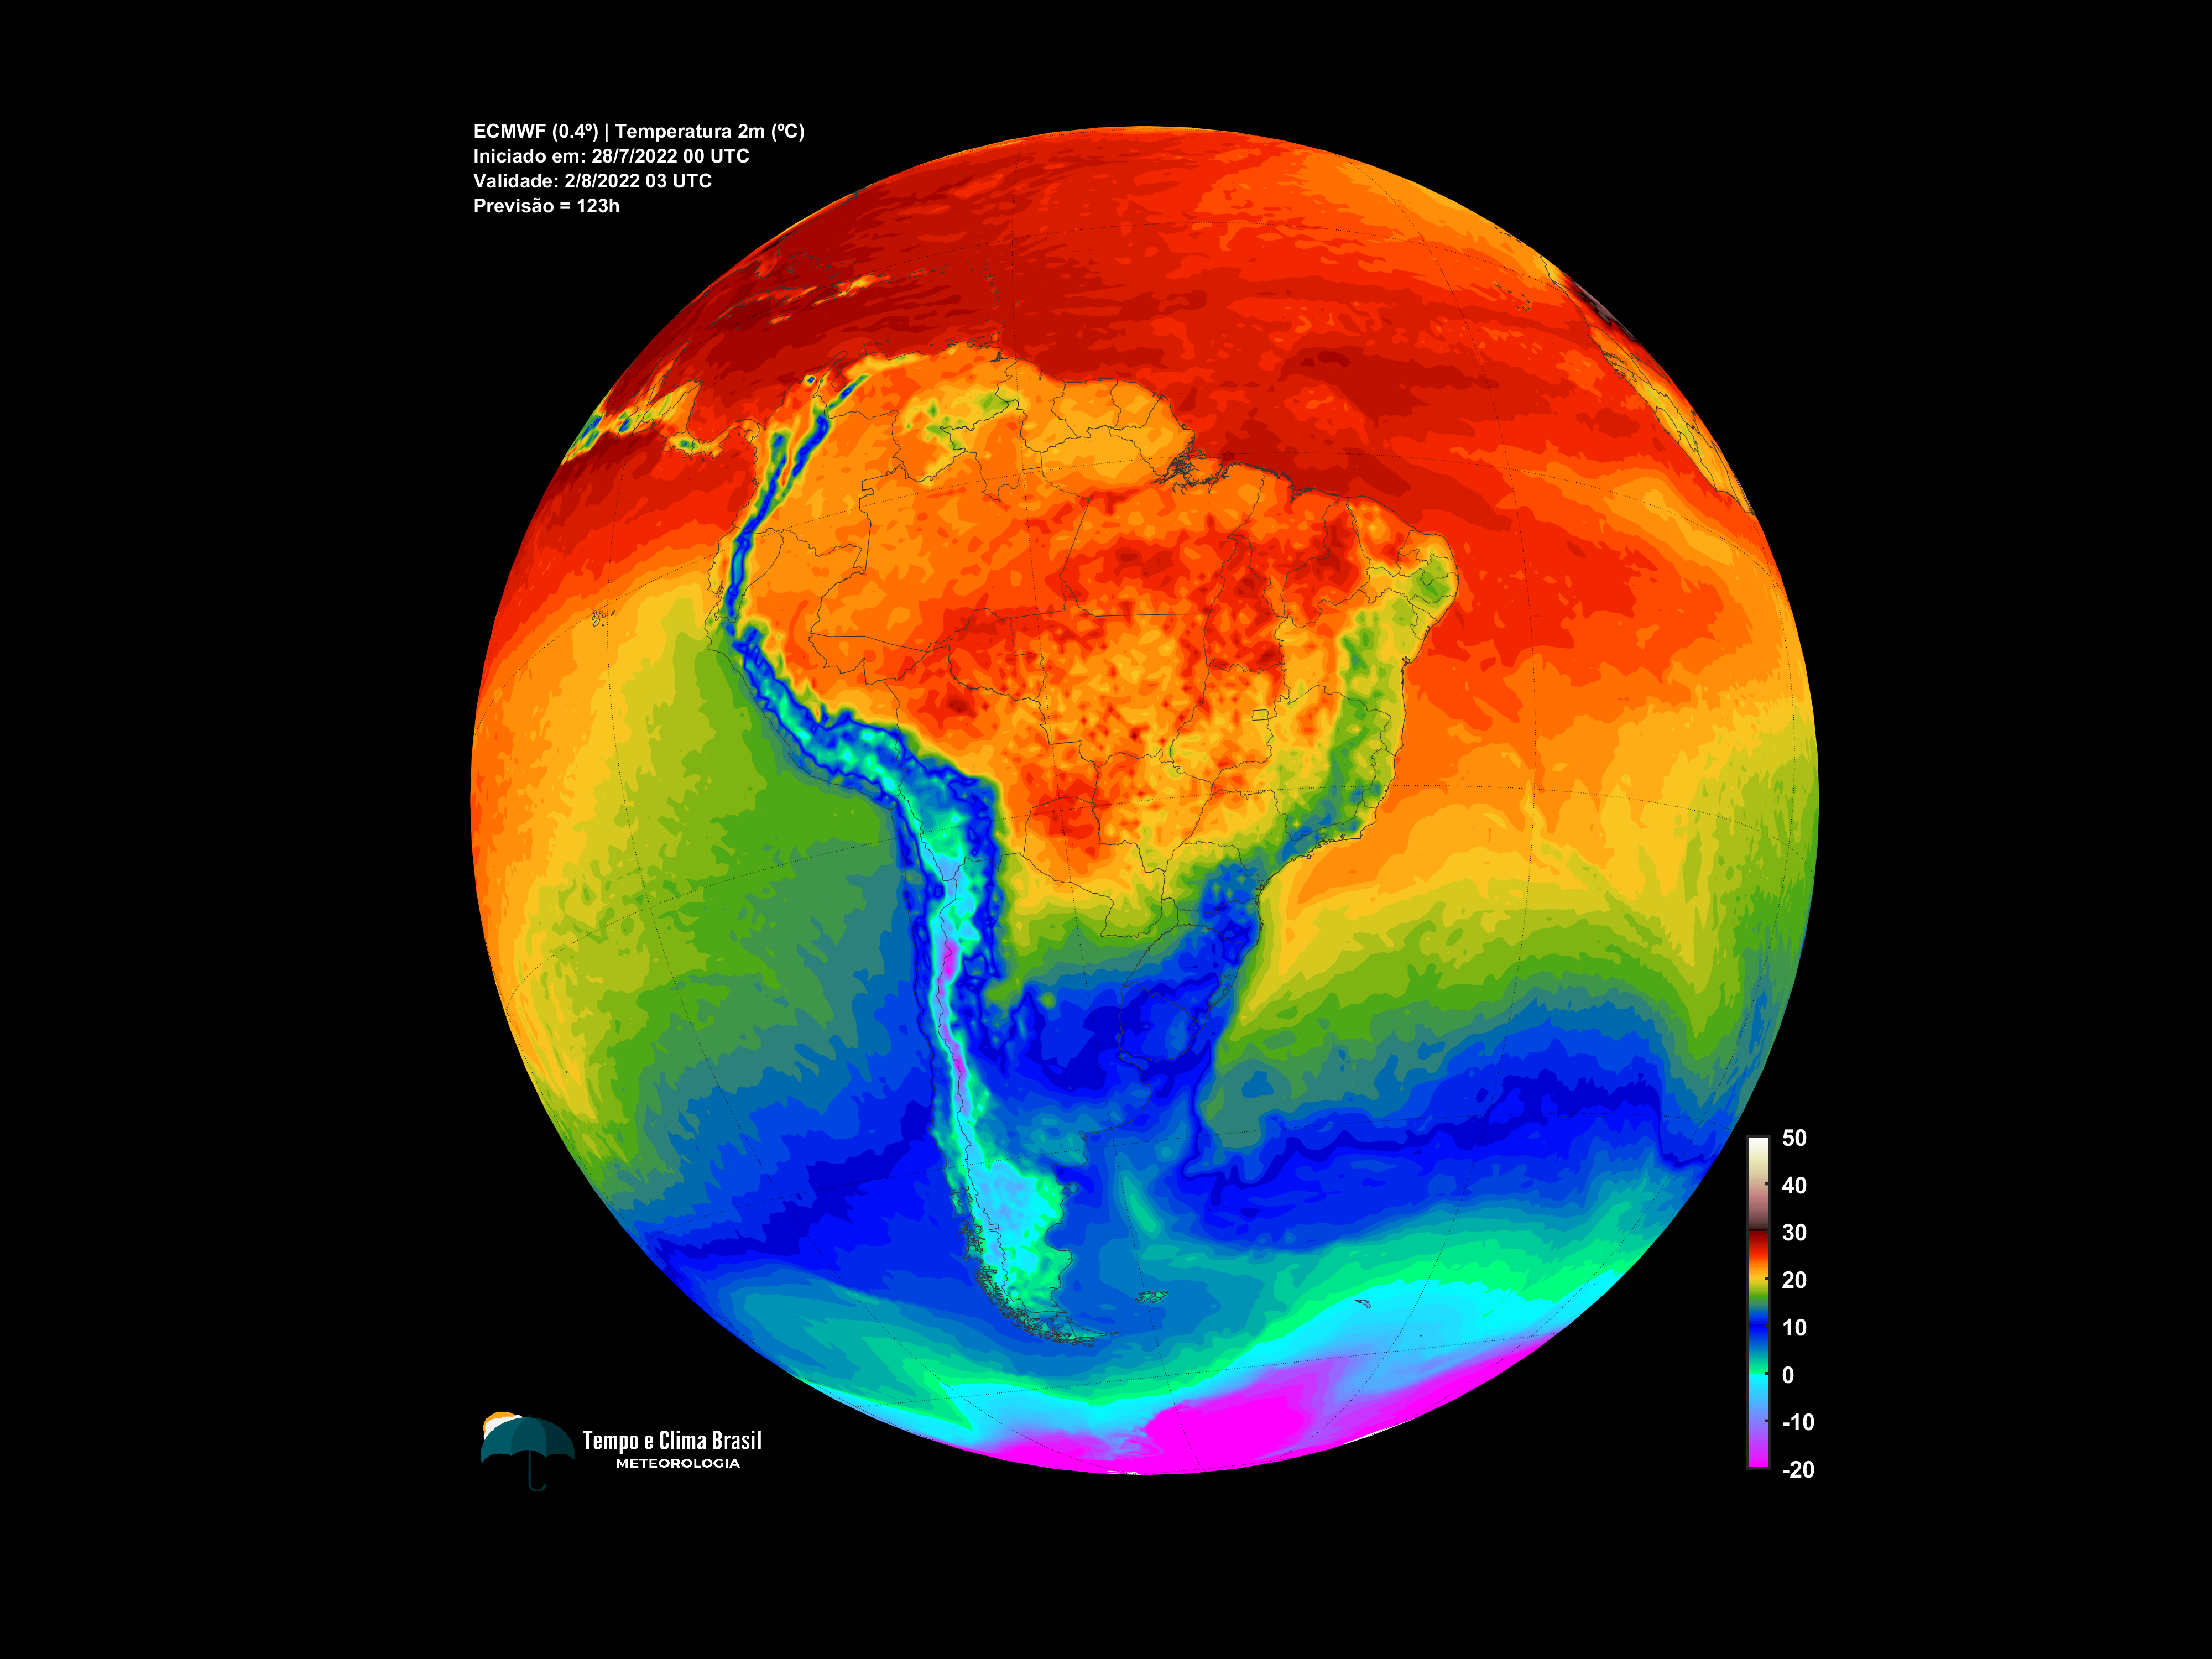 ECMWF (0.4º) | Temperatura 2m (ºC)
Iniciado em: 28/7/2022 00 UTC
Validade: 2/8/2022 03 UTC
Previsão = 123h
50
40
30
20
10
0
-10
-20
Tempo e Clima Brasil
METEOROLOGIA